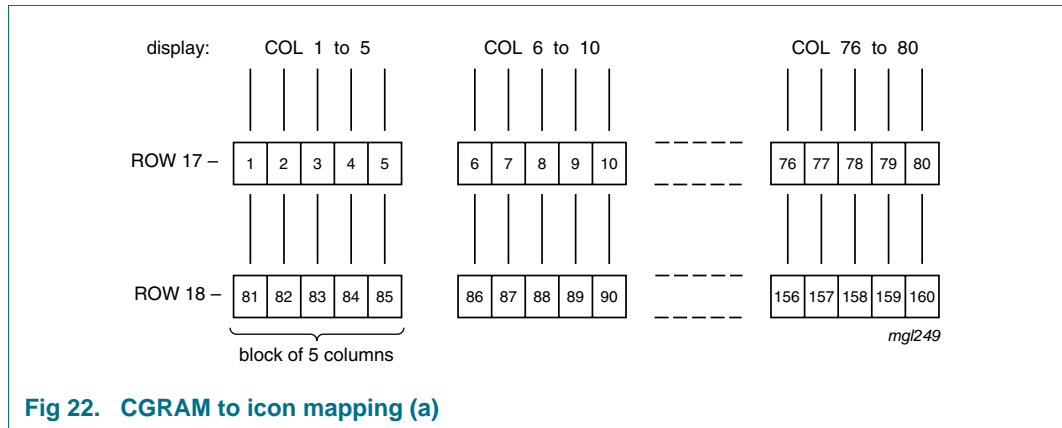 display: COL 1 to 5 COL 6 to 10 COL 76 to 80
ROW 17 – 1 2 3 4 5 6 7 8 9 10 76 77 78 79 80
ROW 18 – 81 82 83 84 85 86 87 88 89 90 156 157 158 159 160
mgl249
block of 5 columns
Fig 22. CGRAM to icon mapping (a)